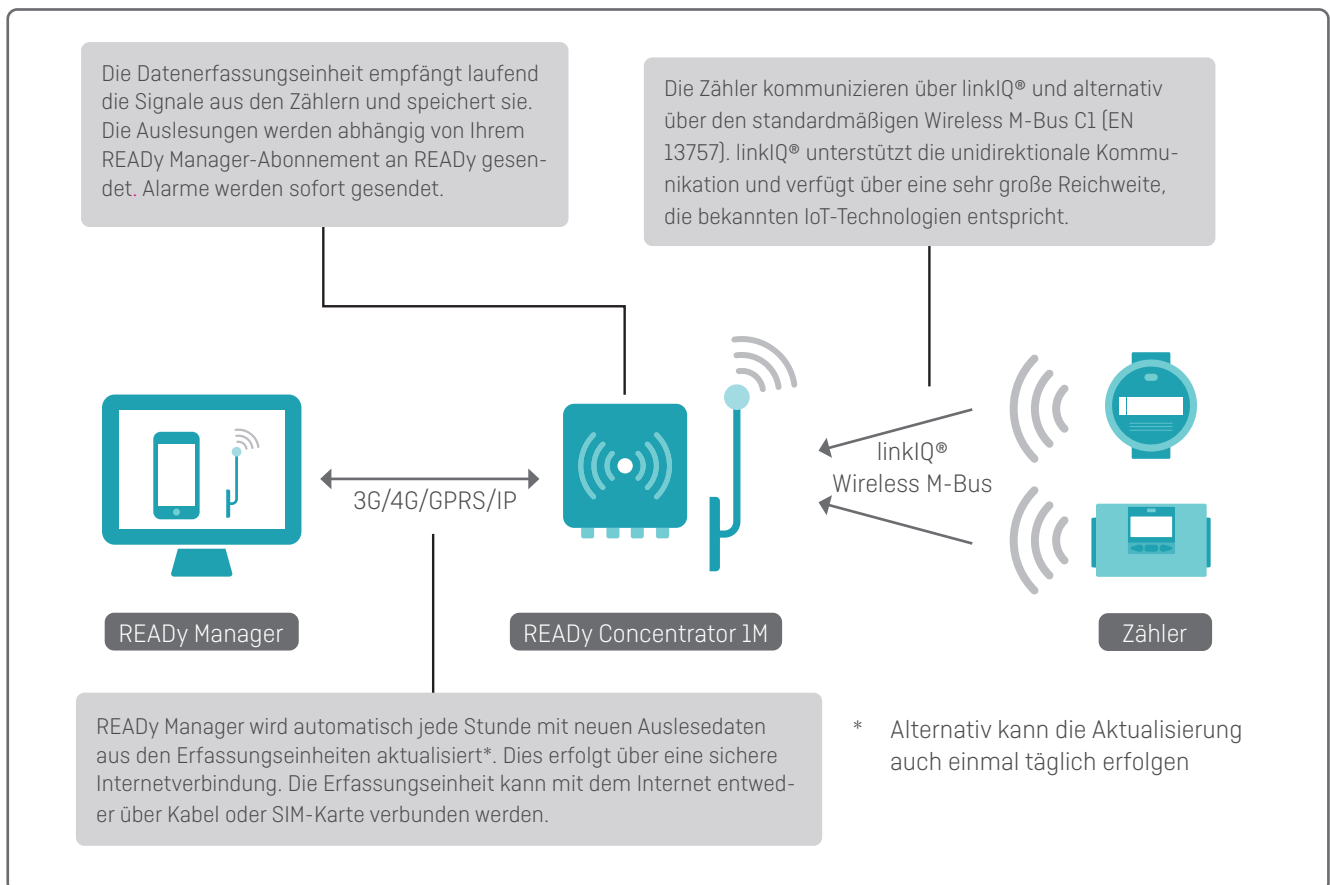 Die Datenerfassungseinheit empfängt laufend
die Signale aus den Zählern und speichert sie.
Die Auslesungen werden abhängig von Ihrem
READy Manager-Abonnement an READy gesen-
det. Alarme werden sofort gesendet.
Die Zähler kommunizieren über linkIQ® und alternativ
über den standardmäßigen Wireless M-Bus C1 (EN
13757). linkIQ® unterstützt die unidirektionale Kommu-
nikation und verfügt über eine sehr große Reichweite,
die bekannten IoT-Technologien entspricht.
3G/4G/GPRS/IP
linkIQ®
Wireless M-Bus
READy Manager
READy Concentrator 1M
Zähler
READy Manager wird automatisch jede Stunde mit neuen Auslesedaten
aus den Erfassungseinheiten aktualisiert*. Dies erfolgt über eine sichere
Internetverbindung. Die Erfassungseinheit kann mit dem Internet entwed-
er über Kabel oder SIM-Karte verbunden werden.
* Alternativ kann die Aktualisierung
auch einmal täglich erfolgen